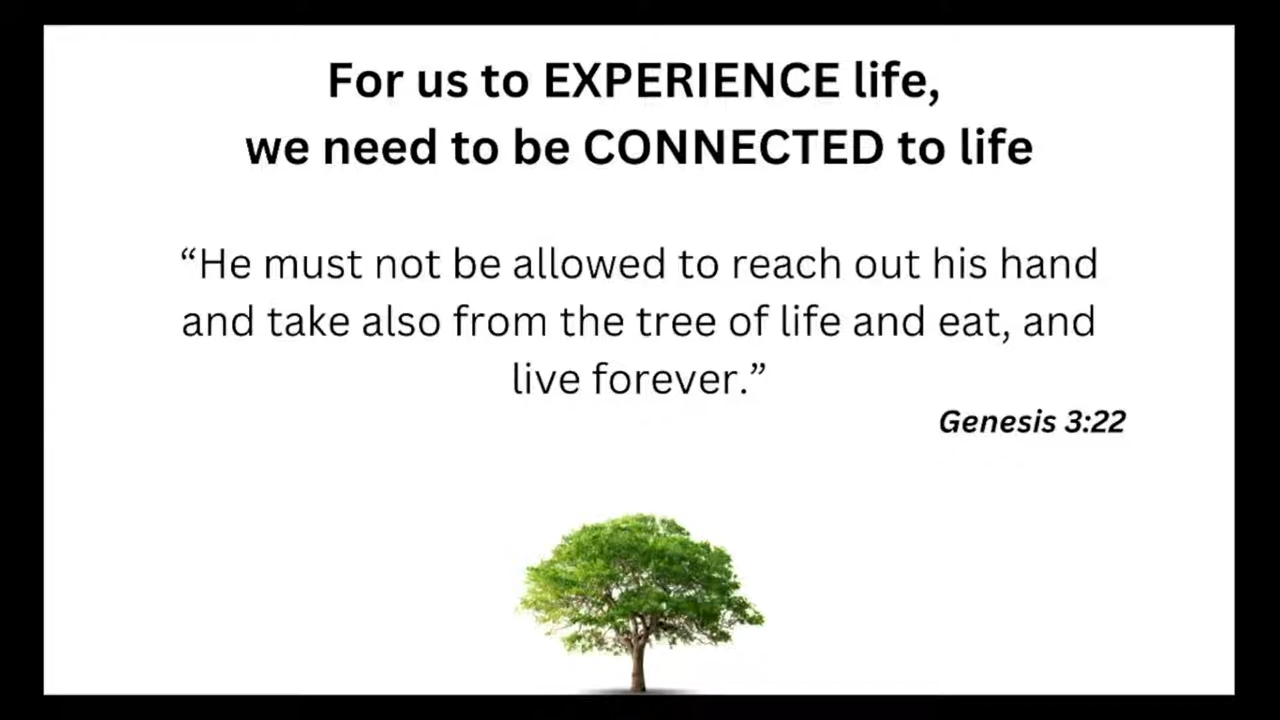 For us to EXPERIENCE life,
we need to be CONNECTED to life
“He must not be allowed to reach out his hand
and take also from the tree of life and eat, and
live forever.”
Genesis 3:22